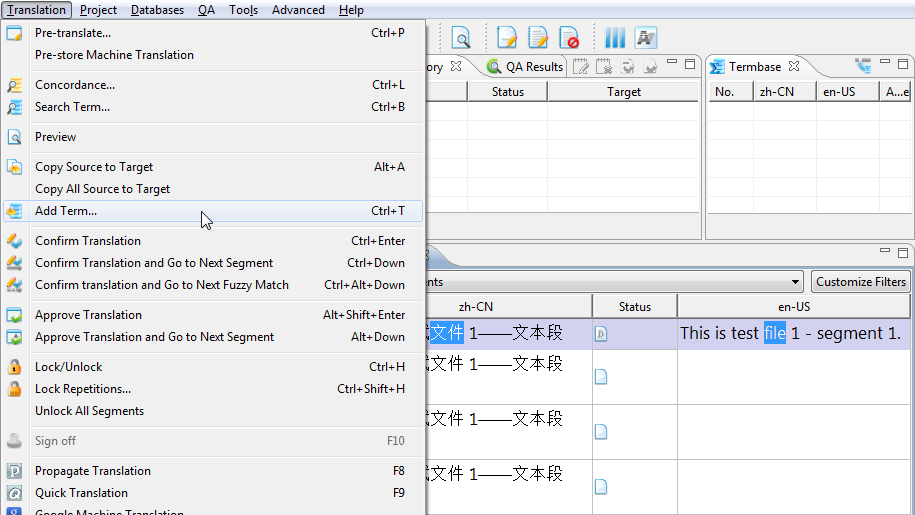 Translation Project Databases QA Tools Advanced Help
Pre-translate... Ctrl+P
Pre-store Machine Translation
Concordance... Ctrl+L
Search Term... Ctrl+B
Preview
Copy Source to Target Alt+A
Copy All Source to Target
Add Term... Ctrl+T
Confirm Translation Ctrl+Enter
Confirm Translation and Go to Next Segment Ctrl+Down
Confirm translation and Go to Next Fuzzy Match Ctrl+Alt+Down
Approve Translation Alt+Shift+Enter
Approve Translation and Go to Next Segment Alt+Down
Lock/Unlock Ctrl+H
Lock Repetitions... Ctrl+Shift+H
Unlock All Segments
Sign off F10
Propagate Translation F8
Quick Translation F9
Google Machine Translation
ory QA Results
Status Target
Termbase
No. zh-CN en-US A...e
ents Customize Filters
zh-CN Status en-US
文件 1——文本段 D This is test file 1 - segment 1.
试文件 1——文本段
试文件 1——文本段
试文件 1——文本段